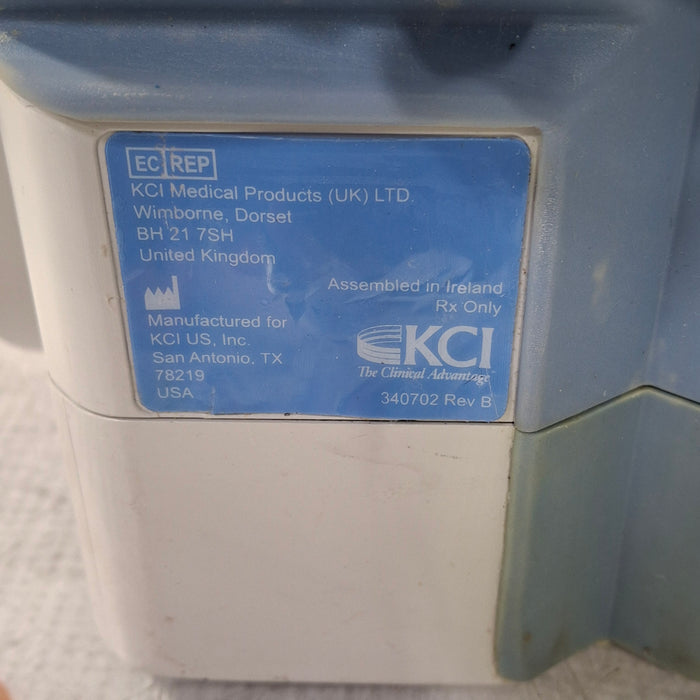 EC REP
KCI Medical Products (UK) LTD.
Wimborne, Dorset
BH 21 7SH
United Kingdom
Assembled in Ireland
Rx Only
Manufactured for
KCI US, Inc.
San Antonio, TX
78219
USA
KCI
The Clinical Advantage
340702 Rev B